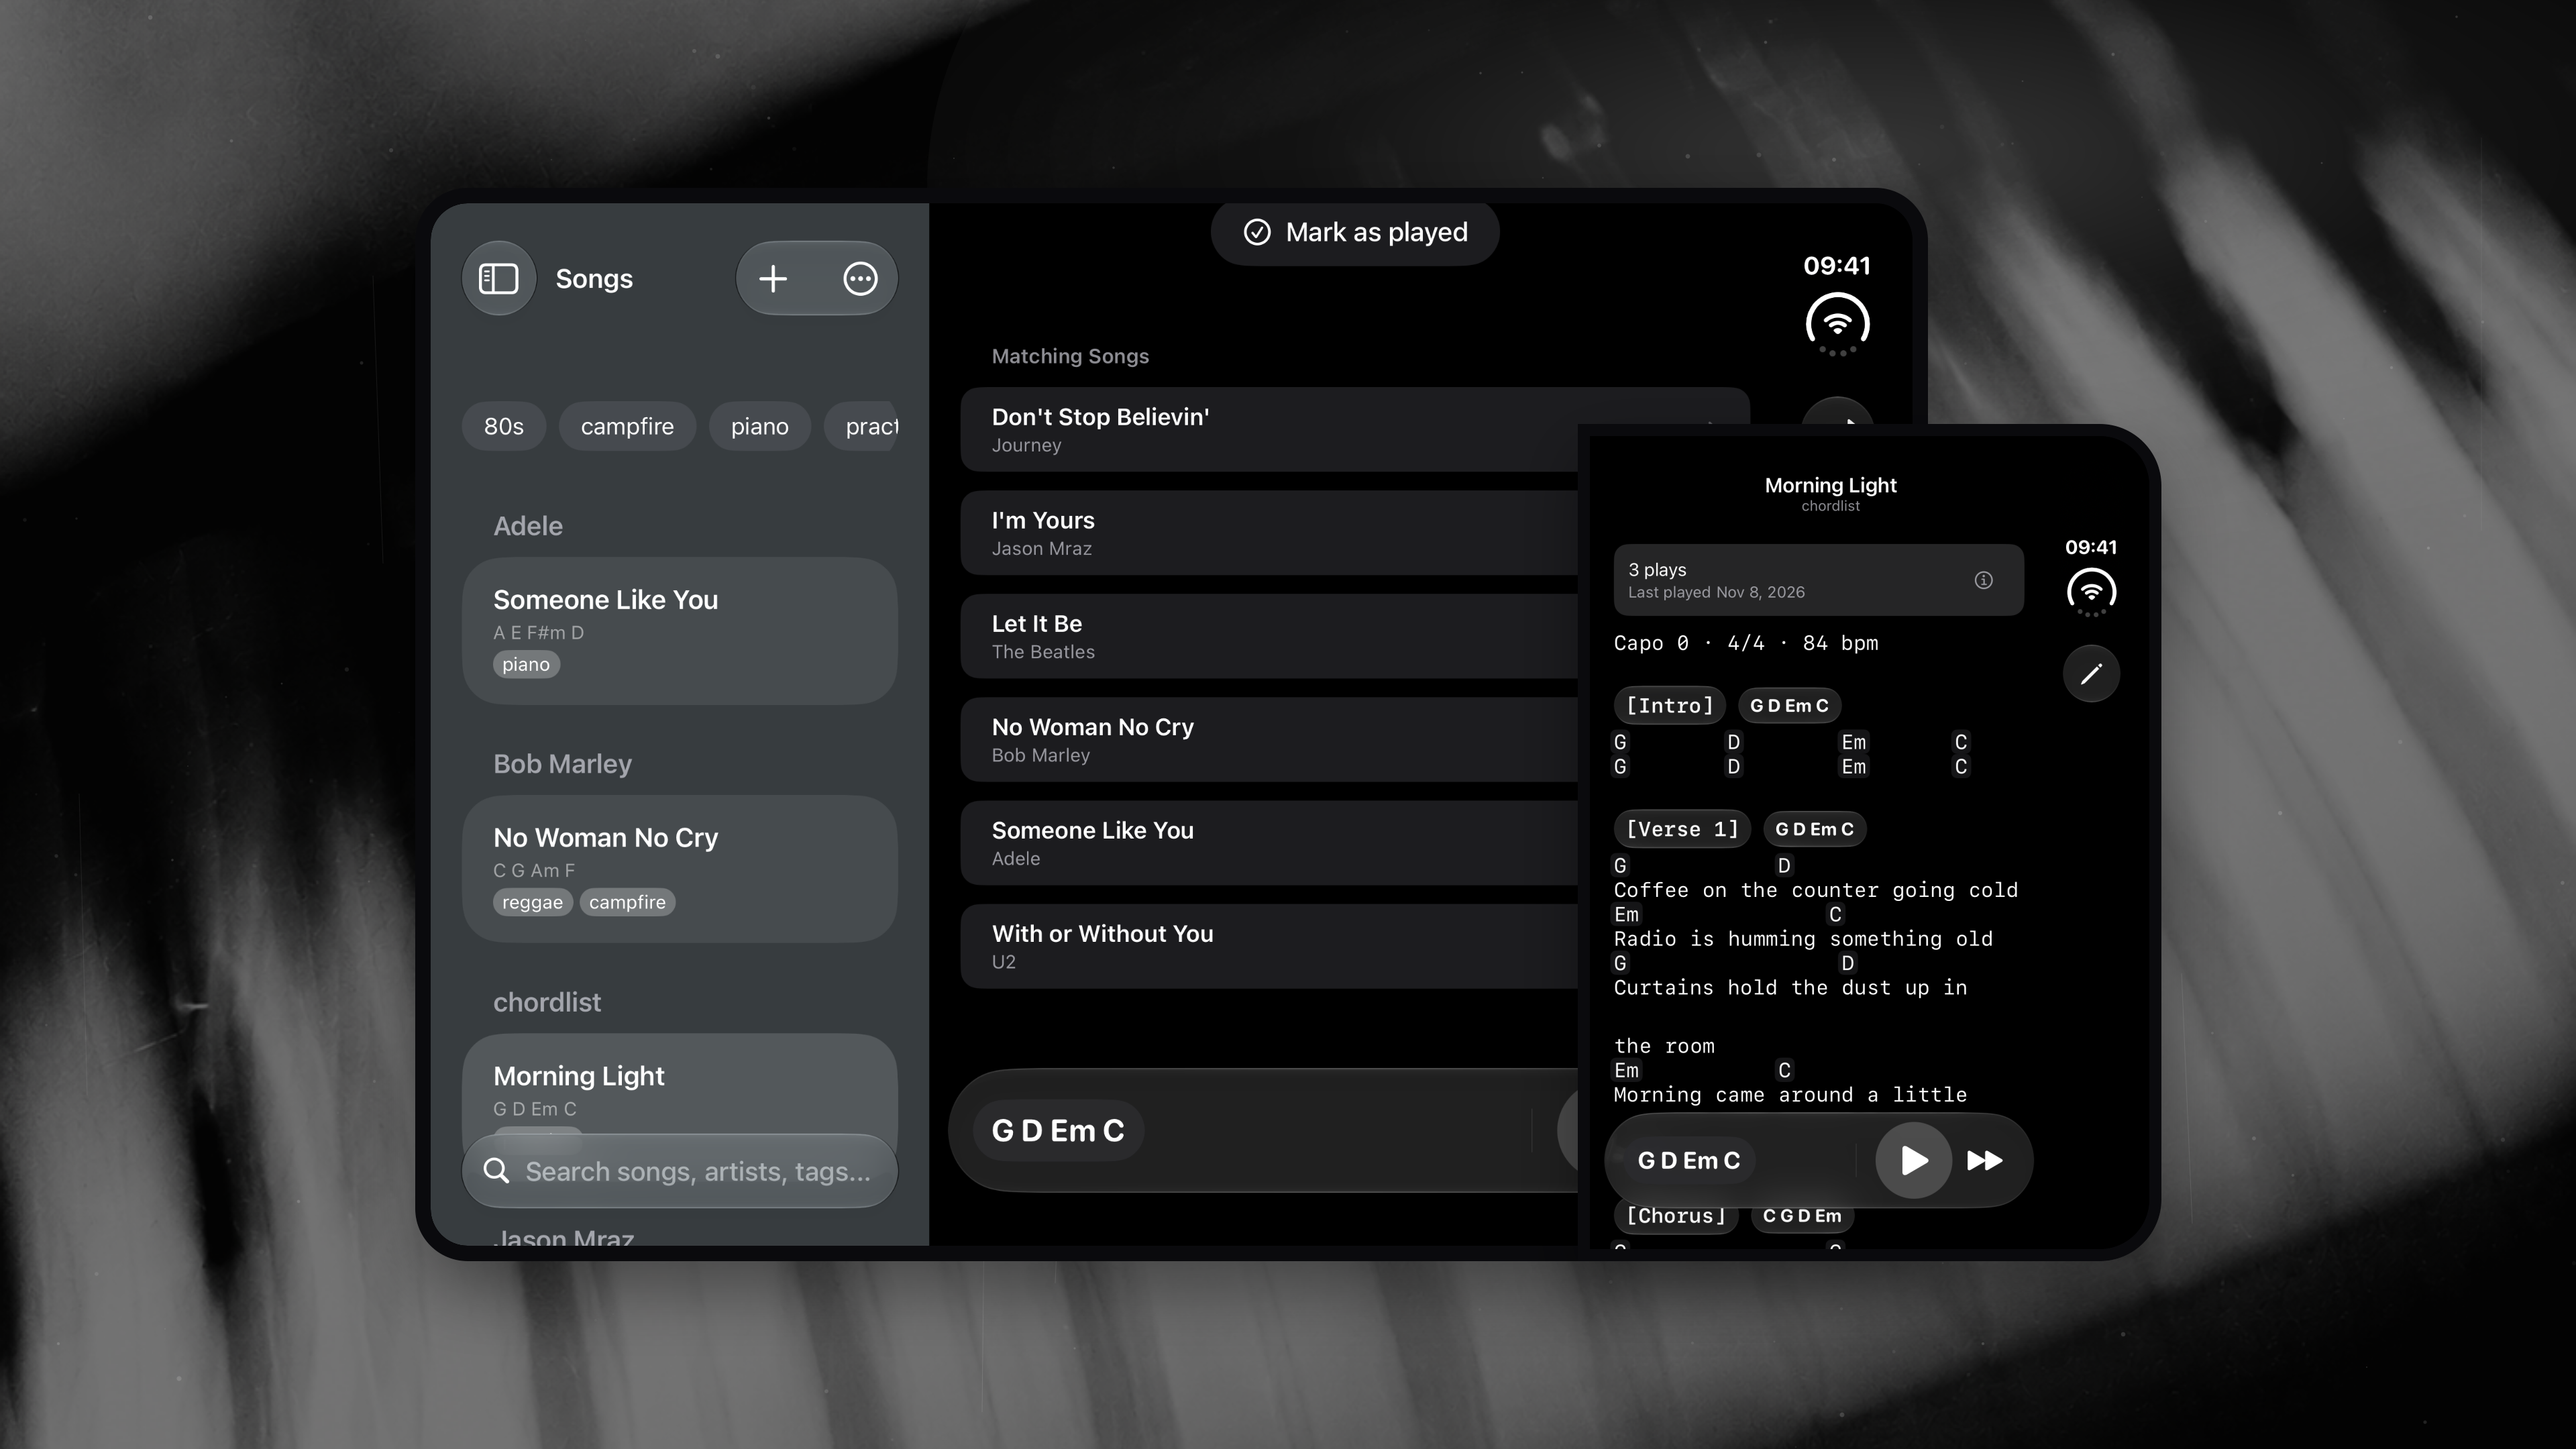 Songs
80s campfire piano pract
Adele
Someone Like You
A E F#m D
piano
Bob Marley
No Woman No Cry
C G Am F
reggae campfire
chordlist
Morning Light
G D Em C
Search songs, artists, tags...
Jason Mraz
Mark as played
09:41
Matching Songs
Don't Stop Believin'
Journey
I'm Yours
Jason Mraz
Let It Be
The Beatles
No Woman No Cry
Bob Marley
Someone Like You
Adele
With or Without You
U2
G D Em C
Morning Light
chordlist
09:41
3 plays
Last played Nov 8, 2026
Capo 0 · 4/4 · 84 bpm
[Intro] G D Em C
G D Em C
G D Em C
[Verse 1] G D Em C
G D
Coffee on the counter going cold
Em C
Radio is humming something old
G D
Curtains hold the dust up in
the room
Em C
Morning came around a little
G D Em C
[Chorus] C G D Em